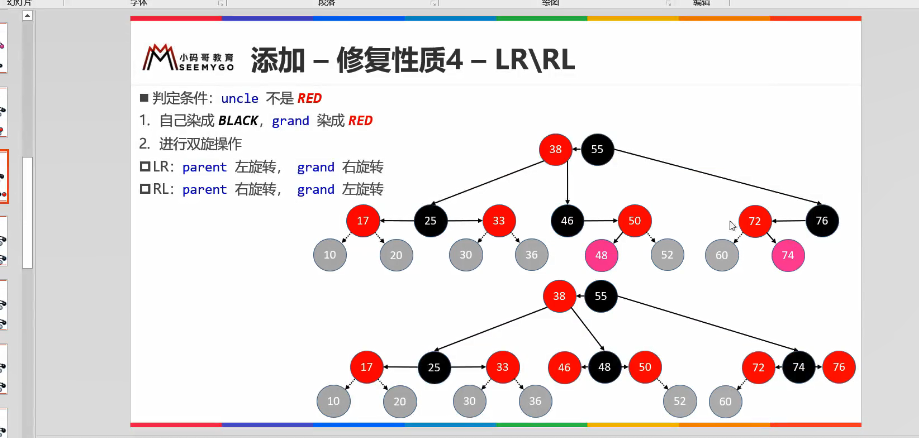 字体
段落
绘图
编辑
小码哥教育
SEEMYGO
添加 – 修复性质4 – LR\RL
■ 判定条件：uncle 不是 RED
1. 自己染成 BLACK，grand 染成 RED
2. 进行双旋操作
LR：parent 左旋转， grand 右旋转
RL：parent 右旋转， grand 左旋转
38 55
17 25 33 46 50 72 76
10 20 30 36 48 52 60 74
38 55
17 25 33 46 48 50 72 74 76
10 20 30 36 52 60